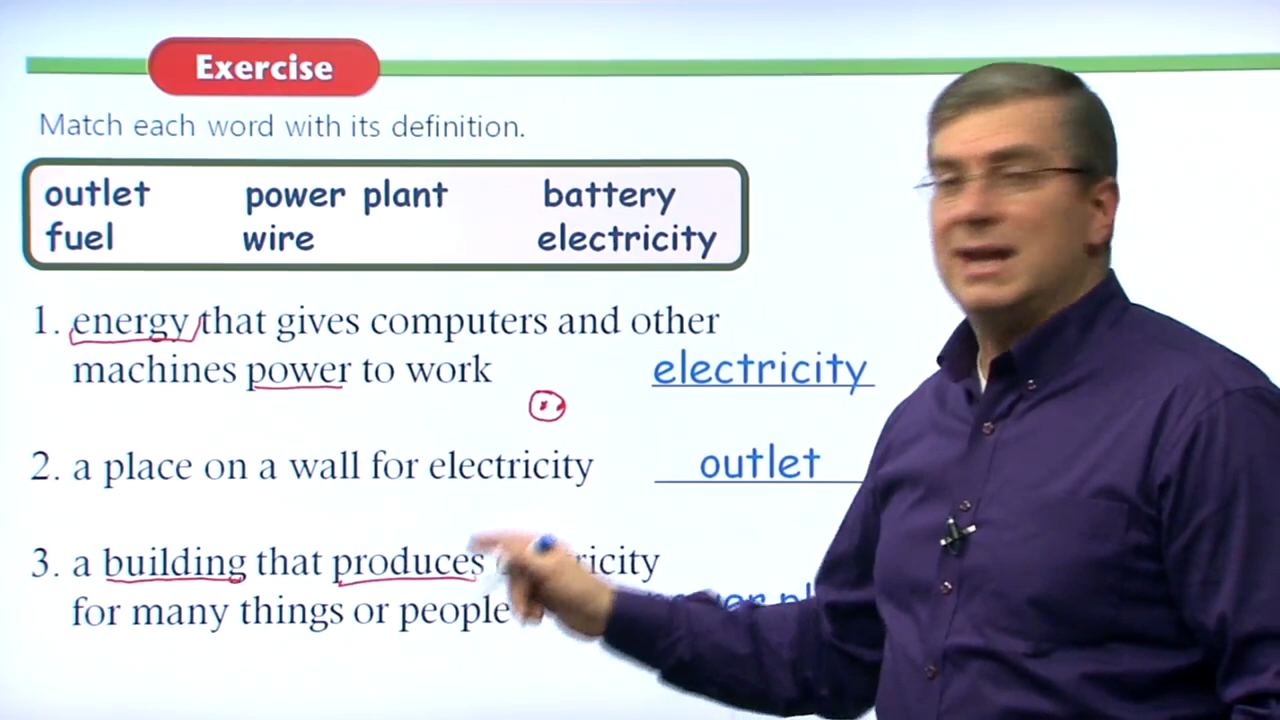 Exercise
Match each word with its definition.
outlet power plant battery
fuel wire electricity
1. energy that gives computers and other
machines power to work electricity
2. a place on a wall for electricity outlet
3. a building that produces
for many things or people